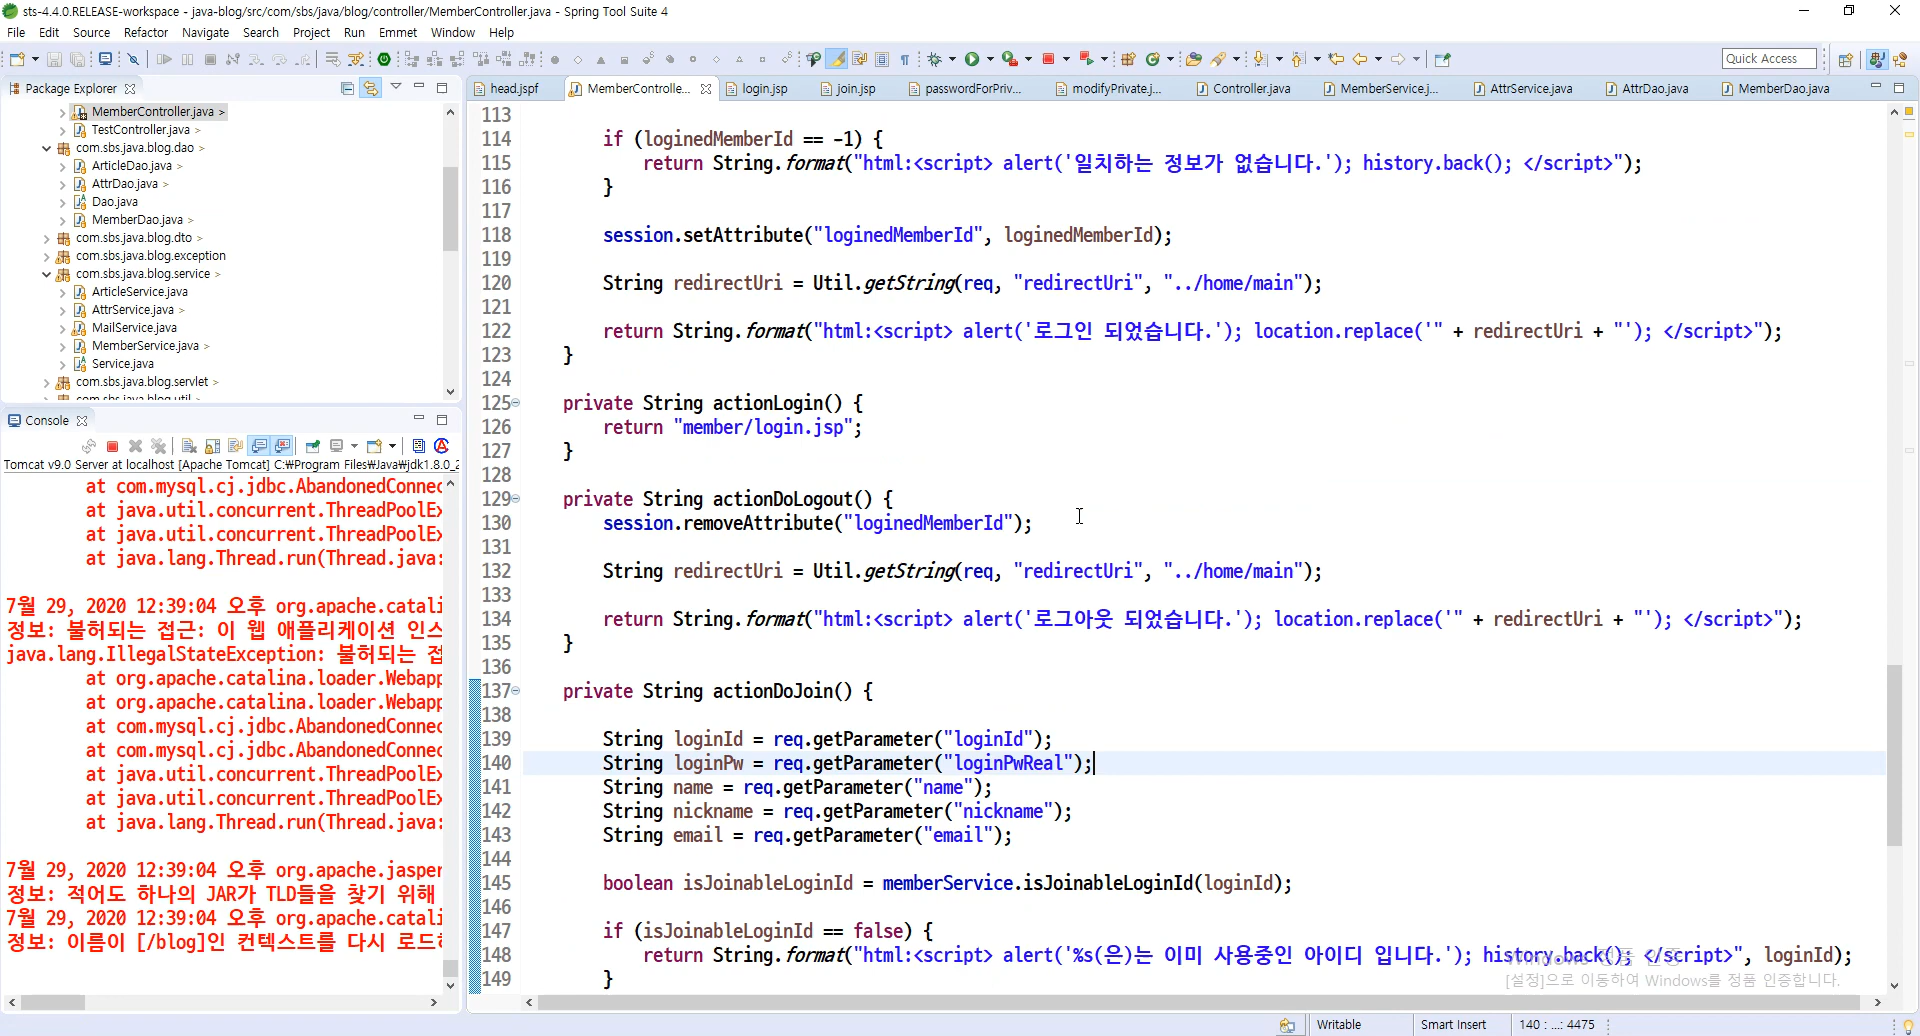 sts-4.4.0.RELEASE-workspace - java-blog/src/com/sbs/java/blog/controller/MemberController.java - Spring Tool Suite 4
File Edit Source Refactor Navigate Search Project Run Emmet Window Help
Quick Access
Package Explorer
MemberController.java >
TestController.java >
com.sbs.java.blog.dao >
ArticleDao.java >
AttrDao.java >
Dao.java
MemberDao.java >
com.sbs.java.blog.dto >
com.sbs.java.blog.exception
com.sbs.java.blog.service >
ArticleService.java
AttrService.java >
MailService.java
MemberService.java >
Service.java
com.sbs.java.blog.servlet >
com.sbs.java.blog.util >
Console
Tomcat v9.0 Server at localhost [Apache Tomcat] C:₩Program Files₩Java₩jdk1.8.0_2
at com.mysql.cj.jdbc.AbandonedConnec
at java.util.concurrent.ThreadPoolEx
at java.util.concurrent.ThreadPoolEx
at java.lang.Thread.run(Thread.java:
7월 29, 2020 12:39:04 오후 org.apache.catali
정보: 불허되는 접근: 이 웹 애플리케이션 인스
java.lang.IllegalStateException: 불허되는 접
at org.apache.catalina.loader.Webapp
at org.apache.catalina.loader.Webapp
at com.mysql.cj.jdbc.AbandonedConnec
at com.mysql.cj.jdbc.AbandonedConnec
at java.util.concurrent.ThreadPoolEx
at java.util.concurrent.ThreadPoolEx
at java.lang.Thread.run(Thread.java:
7월 29, 2020 12:39:04 오후 org.apache.jasper
정보: 적어도 하나의 JAR가 TLD들을 찾기 위해
7월 29, 2020 12:39:04 오후 org.apache.catali
정보: 이름이 [/blog]인 컨텍스트를 다시 로드하
head.jspf MemberControlle... login.jsp join.jsp passwordForPriv... modifyPrivate.j... Controller.java MemberService.j... AttrService.java AttrDao.java MemberDao.java
113
114 if (loginedMemberId == -1) {
115 return String.format("html:<script> alert('일치하는 정보가 없습니다.'); history.back(); </script>");
116 }
117
118 session.setAttribute("loginedMemberId", loginedMemberId);
119
120 String redirectUri = Util.getString(req, "redirectUri", "../home/main");
121
122 return String.format("html:<script> alert('로그인 되었습니다.'); location.replace('" + redirectUri + "'); </script>");
123 }
124
125 private String actionLogin() {
126 return "member/login.jsp";
127 }
128
129 private String actionDoLogout() {
130 session.removeAttribute("loginedMemberId");
131
132 String redirectUri = Util.getString(req, "redirectUri", "../home/main");
133
134 return String.format("html:<script> alert('로그아웃 되었습니다.'); location.replace('" + redirectUri + "'); </script>");
135 }
136
137 private String actionDoJoin() {
138
139 String loginId = req.getParameter("loginId");
140 String loginPw = req.getParameter("loginPwReal");
141 String name = req.getParameter("name");
142 String nickname = req.getParameter("nickname");
143 String email = req.getParameter("email");
144
145 boolean isJoinableLoginId = memberService.isJoinableLoginId(loginId);
146
147 if (isJoinableLoginId == false) {
148 return String.format("html:<script> alert('%s(은)는 이미 사용중인 아이디 입니다.'); history.back(); </script>", loginId);
149 }
Windows 정품 인증
[설정]으로 이동하여 Windows를 정품 인증합니다.
Writable Smart Insert 140 : ...: 4475